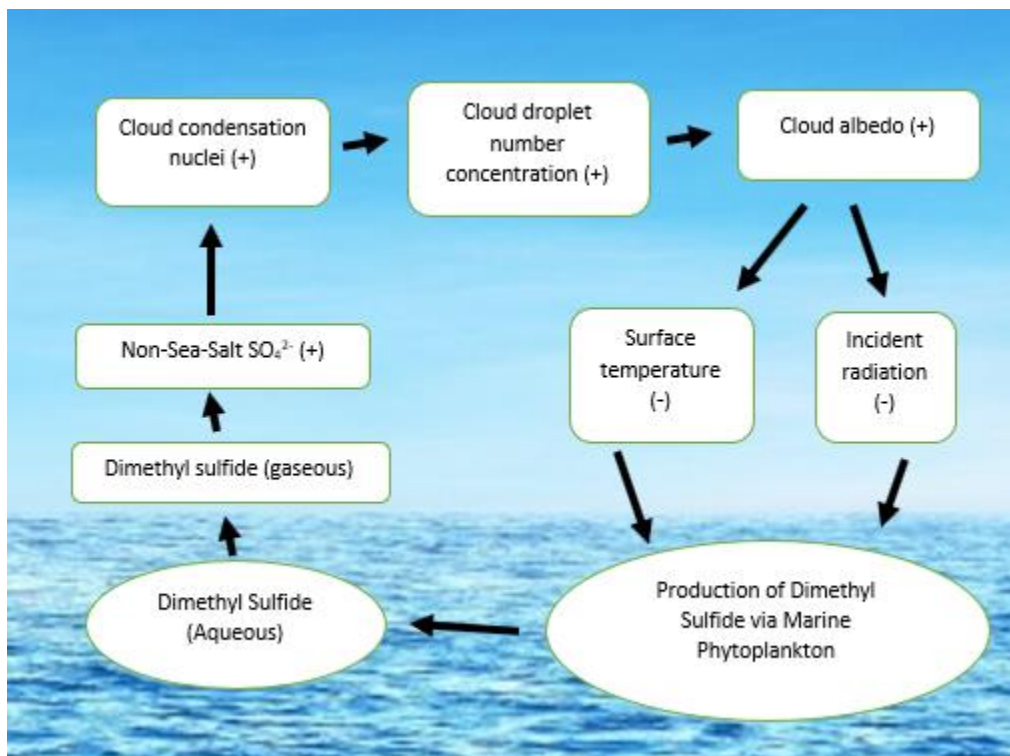 Cloud condensation
nuclei (+)
Cloud droplet
number
concentration (+)
Cloud albedo (+)
Non-Sea-Salt SO₄²⁻ (+)
Surface
temperature
(-)
Incident
radiation
(-)
Dimethyl sulfide (gaseous)
Dimethyl Sulfide
(Aqueous)
Production of Dimethyl
Sulfide via Marine
Phytoplankton